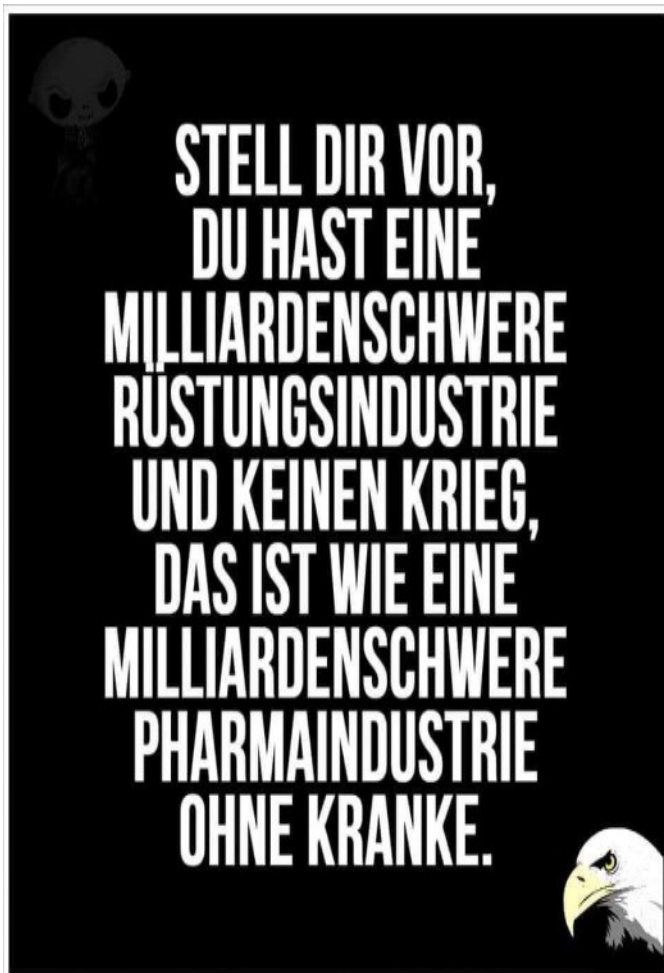 STELL DIR VOR,
DU HAST EINE
MILLIARDENSCHWERE
RÜSTUNGSINDUSTRIE
UND KEINEN KRIEG,
DAS IST WIE EINE
MILLIARDENSCHWERE
PHARMAINDUSTRIE
OHNE KRANKE.